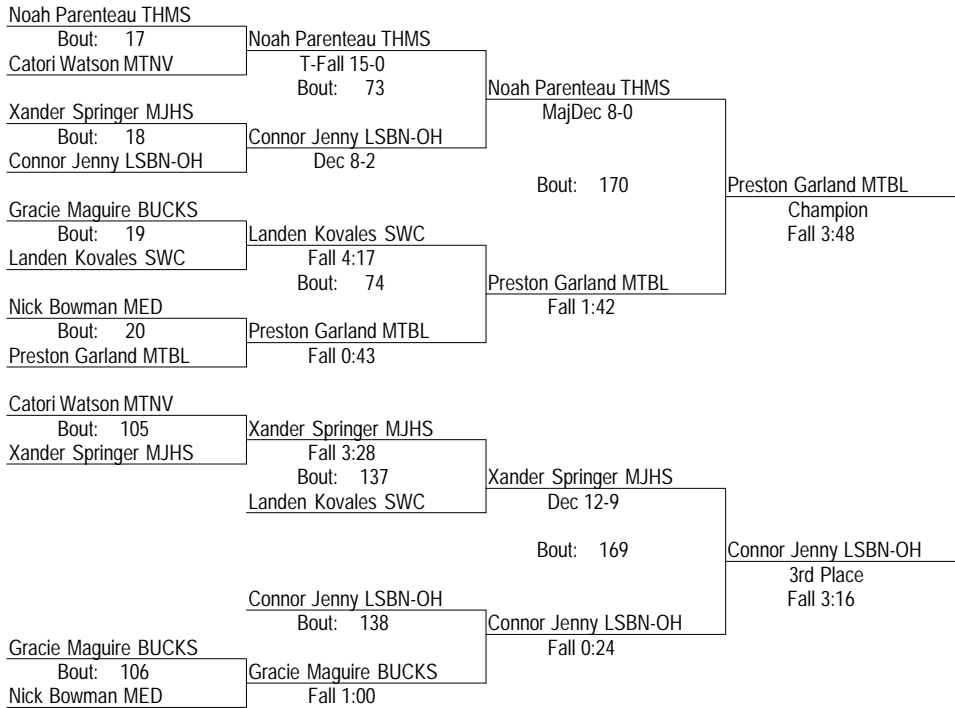 Noah Parenteau THMS
Bout: 17
Noah Parenteau THMS
Catori Watson MTNV
T-Fall 15-0
Bout: 73
Noah Parenteau THMS
Xander Springer MJHS
MajDec 8-0
Bout: 18
Connor Jenny LSBN-OH
Connor Jenny LSBN-OH
Dec 8-2
Bout: 170
Preston Garland MTBL
Gracie Maguire BUCKS
Champion
Bout: 19
Landen Kovales SWC
Fall 3:48
Landen Kovales SWC
Fall 4:17
Bout: 74
Preston Garland MTBL
Nick Bowman MED
Fall 1:42
Bout: 20
Preston Garland MTBL
Preston Garland MTBL
Fall 0:43
Catori Watson MTNV
Bout: 105
Xander Springer MJHS
Xander Springer MJHS
Fall 3:28
Bout: 137
Xander Springer MJHS
Landen Kovales SWC
Dec 12-9
Bout: 169
Connor Jenny LSBN-OH
3rd Place
Connor Jenny LSBN-OH
Fall 3:16
Bout: 138
Connor Jenny LSBN-OH
Gracie Maguire BUCKS
Fall 0:24
Bout: 106
Gracie Maguire BUCKS
Nick Bowman MED
Fall 1:00